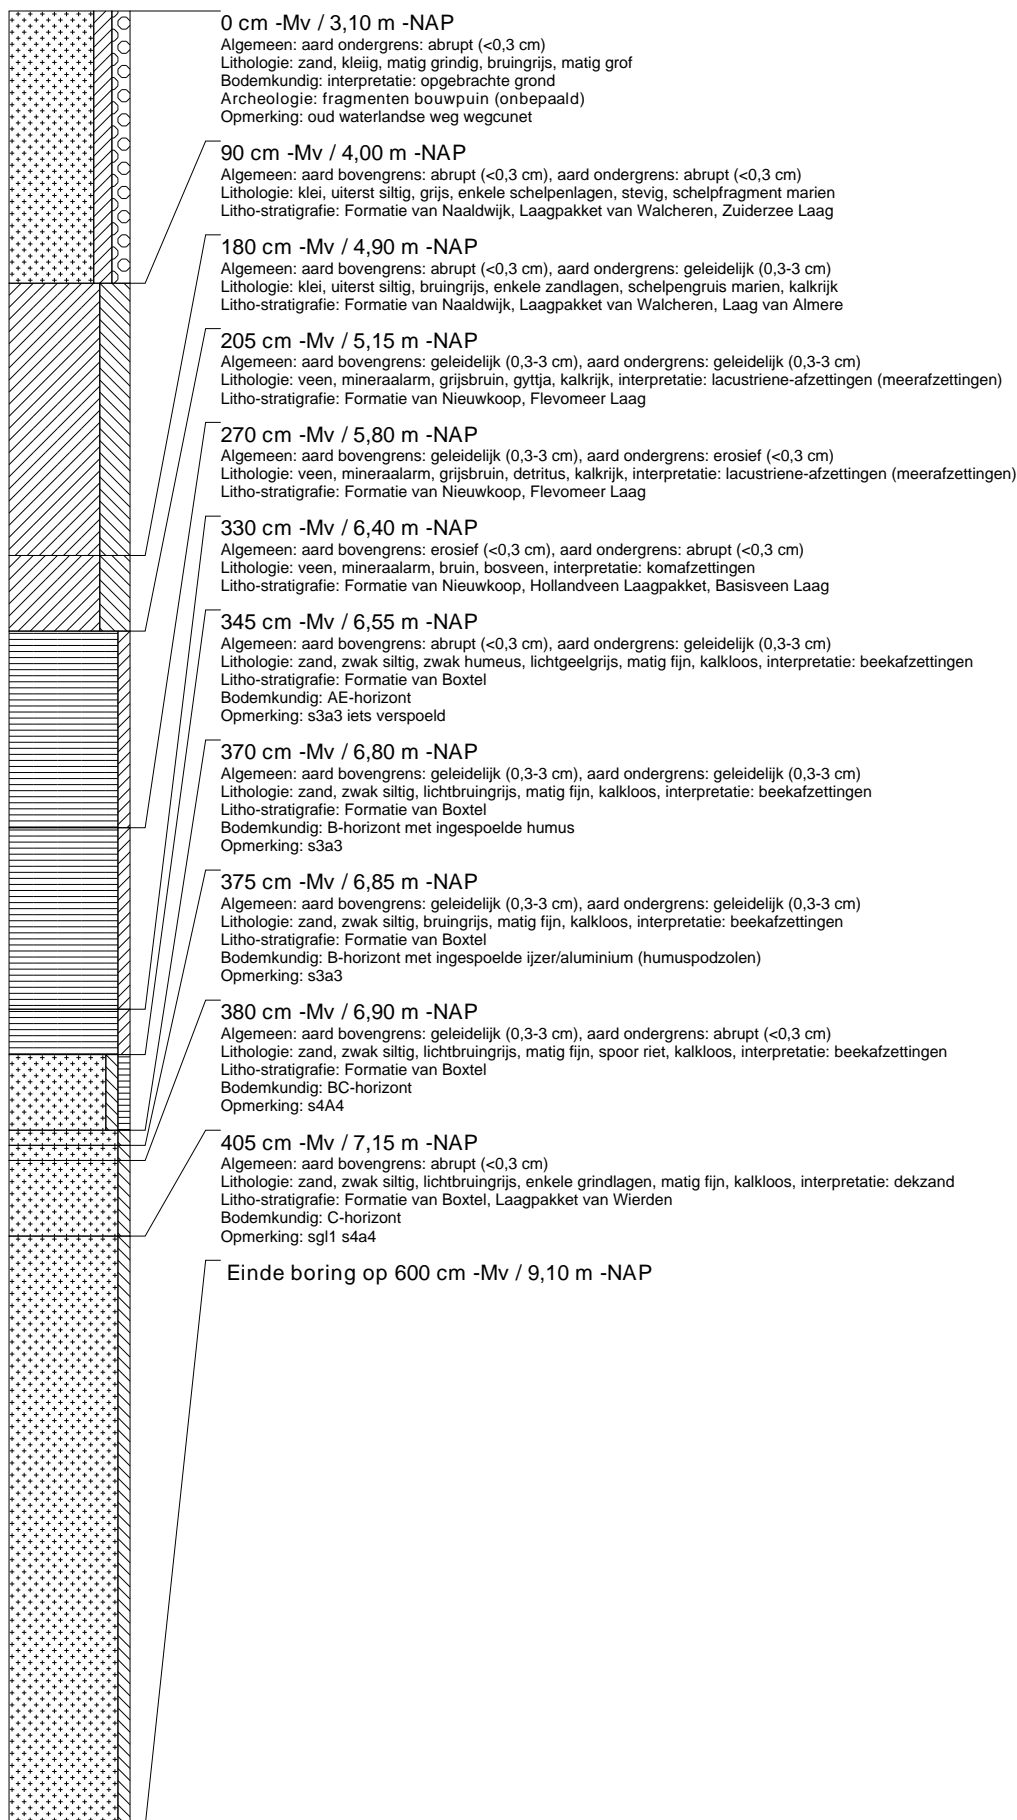 0 cm -Mv / 3,10 m -NAP
Algemeen: aard ondergrens: abrupt (<0,3 cm)
Lithologie: zand, kleiig, matig grindig, bruingrijs, matig grof
Bodemkundig: interpretatie: opgebrachte grond
Archeologie: fragmenten bouwpuin (onbepaald)
Opmerking: oud waterlandse weg wegcunet
90 cm -Mv / 4,00 m -NAP
Algemeen: aard bovengrens: abrupt (<0,3 cm), aard ondergrens: abrupt (<0,3 cm)
Lithologie: klei, uiterst siltig, grijs, enkele schelpenlagen, stevig, schelpfragment marien
Litho-stratigrafie: Formatie van Naaldwijk, Laagpakket van Walcheren, Zuiderzee Laag
180 cm -Mv / 4,90 m -NAP
Algemeen: aard bovengrens: abrupt (<0,3 cm), aard ondergrens: geleidelijk (0,3-3 cm)
Lithologie: klei, uiterst siltig, bruingrijs, enkele zandlagen, schelpengruis marien, kalkrijk
Litho-stratigrafie: Formatie van Naaldwijk, Laagpakket van Walcheren, Laag van Almere
205 cm -Mv / 5,15 m -NAP
Algemeen: aard bovengrens: geleidelijk (0,3-3 cm), aard ondergrens: geleidelijk (0,3-3 cm)
Lithologie: veen, mineraalarm, grijsbruin, gyttja, kalkrijk, interpretatie: lacustriene-afzettingen (meerafzettingen)
Litho-stratigrafie: Formatie van Nieuwkoop, Flevomeer Laag
270 cm -Mv / 5,80 m -NAP
Algemeen: aard bovengrens: geleidelijk (0,3-3 cm), aard ondergrens: erosief (<0,3 cm)
Lithologie: veen, mineraalarm, grijsbruin, detritus, kalkrijk, interpretatie: lacustriene-afzettingen (meerafzettingen)
Litho-stratigrafie: Formatie van Nieuwkoop, Flevomeer Laag
330 cm -Mv / 6,40 m -NAP
Algemeen: aard bovengrens: erosief (<0,3 cm), aard ondergrens: abrupt (<0,3 cm)
Lithologie: veen, mineraalarm, bruin, bosveen, interpretatie: komafzettingen
Litho-stratigrafie: Formatie van Nieuwkoop, Hollandveen Laagpakket, Basisveen Laag
345 cm -Mv / 6,55 m -NAP
Algemeen: aard bovengrens: abrupt (<0,3 cm), aard ondergrens: geleidelijk (0,3-3 cm)
Lithologie: zand, zwak siltig, zwak humeus, lichtgeelgrijs, matig fijn, kalkloos, interpretatie: beekafzettingen
Litho-stratigrafie: Formatie van Boxtel
Bodemkundig: AE-horizont
Opmerking: s3a3 iets verspoeld
370 cm -Mv / 6,80 m -NAP
Algemeen: aard bovengrens: geleidelijk (0,3-3 cm), aard ondergrens: geleidelijk (0,3-3 cm)
Lithologie: zand, zwak siltig, lichtbruingrijs, matig fijn, kalkloos, interpretatie: beekafzettingen
Litho-stratigrafie: Formatie van Boxtel
Bodemkundig: B-horizont met ingespoelde humus
Opmerking: s3a3
375 cm -Mv / 6,85 m -NAP
Algemeen: aard bovengrens: geleidelijk (0,3-3 cm), aard ondergrens: geleidelijk (0,3-3 cm)
Lithologie: zand, zwak siltig, bruingrijs, matig fijn, kalkloos, interpretatie: beekafzettingen
Litho-stratigrafie: Formatie van Boxtel
Bodemkundig: B-horizont met ingespoelde ijzer/aluminium (humuspodzolen)
Opmerking: s3a3
380 cm -Mv / 6,90 m -NAP
Algemeen: aard bovengrens: geleidelijk (0,3-3 cm), aard ondergrens: abrupt (<0,3 cm)
Lithologie: zand, zwak siltig, lichtbruingrijs, matig fijn, spoor riet, kalkloos, interpretatie: beekafzettingen
Litho-stratigrafie: Formatie van Boxtel
Bodemkundig: BC-horizont
Opmerking: s4A4
405 cm -Mv / 7,15 m -NAP
Algemeen: aard bovengrens: abrupt (<0,3 cm)
Lithologie: zand, zwak siltig, lichtbruingrijs, enkele grindlagen, matig fijn, kalkloos, interpretatie: dekzand
Litho-stratigrafie: Formatie van Boxtel, Laagpakket van Wierden
Bodemkundig: C-horizont
Opmerking: sgl1 s4a4
Einde boring op 600 cm -Mv / 9,10 m -NAP